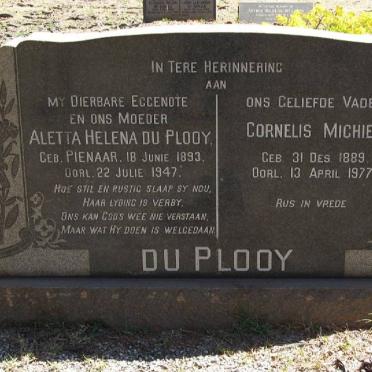 IN TERE HERINNERING
AAN
MY DIERBARE EGGENOTE
EN ONS MOEDER
ALETTA HELENA DU PLOOY,
GEB. PIENAAR, 18 JUNIE 1893.
OORL. 22 JULIE 1947.
HOE STIL EN RUSTIG SLAAP SY NOU,
HAAR LYDING IS VERBY,
ONS KAN GODS WEË NIE VERSTAAN,
MAAR WAT HY DOEN IS WELGEDAAN.
ONS GELIEFDE VADE
CORNELIS MICHIE
GEB. 31 DES. 1889.
OORL. 13 APRIL 1977
RUS IN VREDE
DU PLOOY